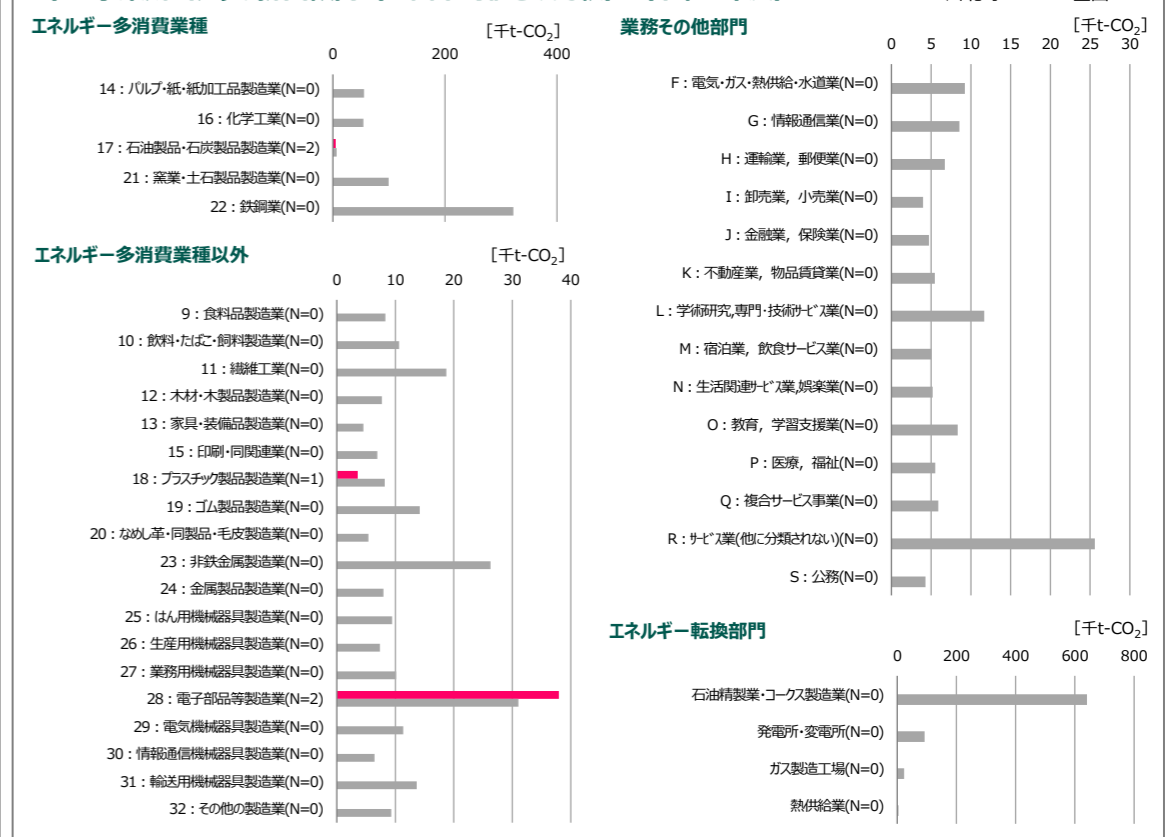 エネルギー多消費業種
[千t-CO2]
0 200 400
14：パルプ・紙・紙加工品製造業(N=0)
16：化学工業(N=0)
17：石油製品・石炭製品製造業(N=2)
21：窯業・土石製品製造業(N=0)
22：鉄鋼業(N=0)
エネルギー多消費業種以外
[千t-CO2]
0 10 20 30 40
9：食料品製造業(N=0)
10：飲料・たばこ・飼料製造業(N=0)
11：繊維工業(N=0)
12：木材・木製品製造業(N=0)
13：家具・装備品製造業(N=0)
15：印刷・同関連業(N=0)
18：プラスチック製品製造業(N=1)
19：ゴム製品製造業(N=0)
20：なめし革・同製品・毛皮製造業(N=0)
23：非鉄金属製造業(N=0)
24：金属製品製造業(N=0)
25：はん用機械器具製造業(N=0)
26：生産用機械器具製造業(N=0)
27：業務用機械器具製造業(N=0)
28：電子部品等製造業(N=2)
29：電気機械器具製造業(N=0)
30：情報通信機械器具製造業(N=0)
31：輸送用機械器具製造業(N=0)
32：その他の製造業(N=0)
業務その他部門
[千t-CO2]
0 5 10 15 20 25 30
F：電気・ガス・熱供給・水道業(N=0)
G：情報通信業(N=0)
H：運輸業，郵便業(N=0)
I：卸売業，小売業(N=0)
J：金融業，保険業(N=0)
K：不動産業，物品賃貸業(N=0)
L：学術研究,専門・技術サービス業(N=0)
M：宿泊業，飲食サービス業(N=0)
N：生活関連サービス業,娯楽業(N=0)
O：教育，学習支援業(N=0)
P：医療，福祉(N=0)
Q：複合サービス事業(N=0)
R：サービス業(他に分類されない)(N=0)
S：公務(N=0)
エネルギー転換部門
[千t-CO2]
0 200 400 600 800
石油精製業・コークス製造業(N=0)
発電所・変電所(N=0)
ガス製造工場(N=0)
熱供給業(N=0)